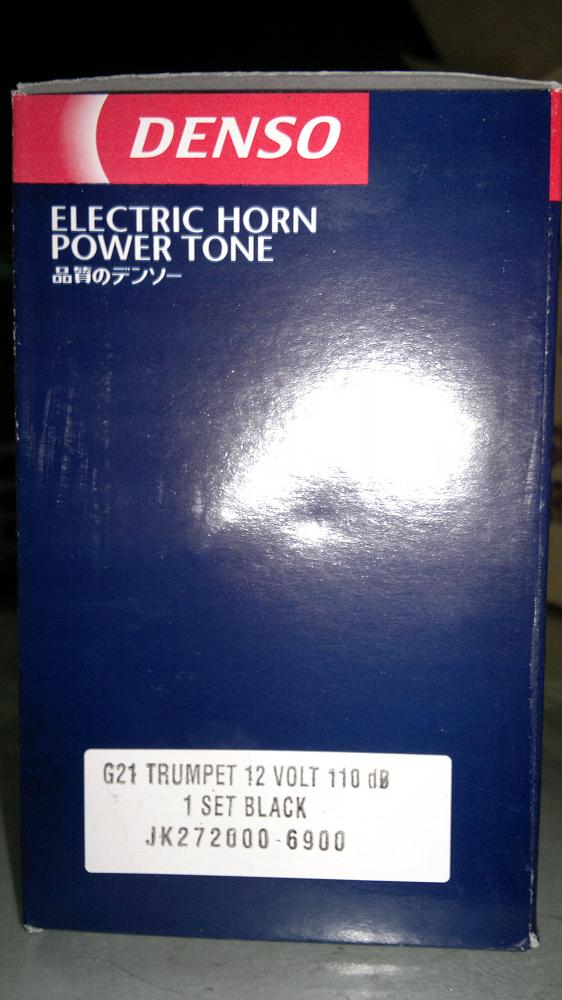 DENSO
ELECTRIC HORN
POWER TONE
品質のデンソー
G21 TRUMPET 12 VOLT 110 dB
1 SET BLACK
JK272000-6900